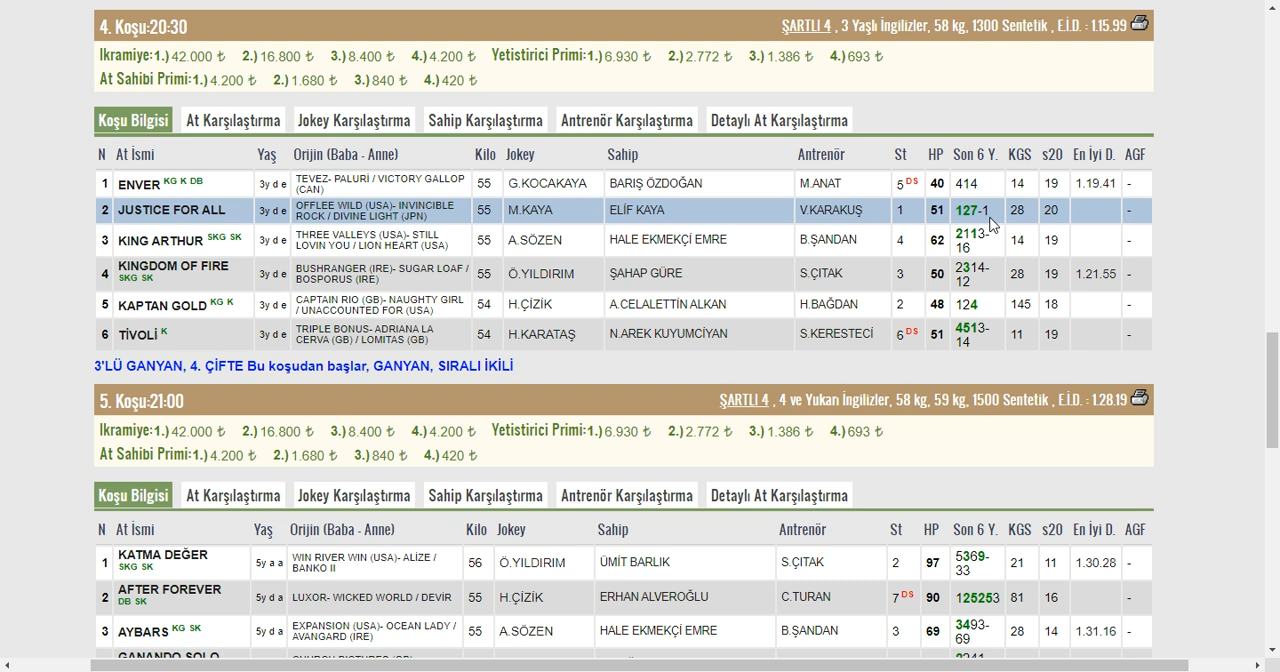 4. Koşu:20:30 ŞARTLI 4 , 3 Yaşlı İngilizler, 58 kg, 1300 Sentetik , E.İ.D. : 1.15.99
Ikramiye:1.) 42.000 ₺ 2.) 16.800 ₺ 3.) 8.400 ₺ 4.) 4.200 ₺ Yetistirici Primi:1.) 6.930 ₺ 2.) 2.772 ₺ 3.) 1.386 ₺ 4.) 693 ₺
At Sahibi Primi:1.) 4.200 ₺ 2.) 1.680 ₺ 3.) 840 ₺ 4.) 420 ₺
Koşu Bilgisi At Karşılaştırma Jokey Karşılaştırma Sahip Karşılaştırma Antrenör Karşılaştırma Detaylı At Karşılaştırma
N At İsmi Yaş Orijin (Baba - Anne) Kilo Jokey Sahip Antrenör St HP Son 6 Y. KGS s20 En İyi D. AGF
1 ENVER KG K DB 3y d e TEVEZ- PALURİ / VICTORY GALLOP (CAN) 55 G.KOCAKAYA BARIŞ ÖZDOĞAN M.ANAT 5 DS 40 414 14 19 1.19.41 -
2 JUSTICE FOR ALL 3y d e OFFLEE WILD (USA)- INVINCIBLE ROCK / DIVINE LIGHT (JPN) 55 M.KAYA ELİF KAYA V.KARAKUŞ 1 51 127-1 28 20 -
3 KING ARTHUR SKG SK 3y d e THREE VALLEYS (USA)- STILL LOVIN YOU / LION HEART (USA) 55 A.SÖZEN HALE EKMEKÇİ EMRE B.ŞANDAN 4 62 2113-16 14 19 -
4 KINGDOM OF FIRE SKG SK 3y d e BUSHRANGER (IRE)- SUGAR LOAF / BOSPORUS (IRE) 55 Ö.YILDIRIM ŞAHAP GÜRE S.ÇITAK 3 50 2314-12 28 19 1.21.55 -
5 KAPTAN GOLD KG K 3y d e CAPTAIN RIO (GB)- NAUGHTY GIRL / UNACCOUNTED FOR (USA) 54 H.ÇİZİK A.CELALETTİN ALKAN H.BAĞDAN 2 48 124 145 18 -
6 TİVOLİ K 3y d e TRIPLE BONUS- ADRIANA LA CERVA (GB) / LOMITAS (GB) 54 H.KARATAŞ N.AREK KUYUMCİYAN S.KERESTECİ 6 DS 51 4513-14 11 19 -
3'LÜ GANYAN, 4. ÇİFTE Bu koşudan başlar, GANYAN, SIRALI İKİLİ
5. Koşu:21:00 ŞARTLI 4 , 4 ve Yukarı İngilizler, 58 kg, 59 kg, 1500 Sentetik , E.İ.D. : 1.28.19
Ikramiye:1.) 42.000 ₺ 2.) 16.800 ₺ 3.) 8.400 ₺ 4.) 4.200 ₺ Yetistirici Primi:1.) 6.930 ₺ 2.) 2.772 ₺ 3.) 1.386 ₺ 4.) 693 ₺
At Sahibi Primi:1.) 4.200 ₺ 2.) 1.680 ₺ 3.) 840 ₺ 4.) 420 ₺
Koşu Bilgisi At Karşılaştırma Jokey Karşılaştırma Sahip Karşılaştırma Antrenör Karşılaştırma Detaylı At Karşılaştırma
N At İsmi Yaş Orijin (Baba - Anne) Kilo Jokey Sahip Antrenör St HP Son 6 Y. KGS s20 En İyi D. AGF
1 KATMA DEĞER SKG SK 5y a a WIN RIVER WIN (USA)- ALİZE / BANKO II 56 Ö.YILDIRIM ÜMİT BARLIK S.ÇITAK 2 97 5369-33 21 11 1.30.28 -
2 AFTER FOREVER DB SK 5y d a LUXOR- WICKED WORLD / DEVİR 55 H.ÇİZİK ERHAN ALVEROĞLU C.TURAN 7 DS 90 125253 81 16 -
3 AYBARS KG SK 5y d a EXPANSION (USA)- OCEAN LADY / AVANGARD (IRE) 55 A.SÖZEN HALE EKMEKÇİ EMRE B.ŞANDAN 3 69 3493-69 28 14 1.31.16 -
GANANDO SOLO